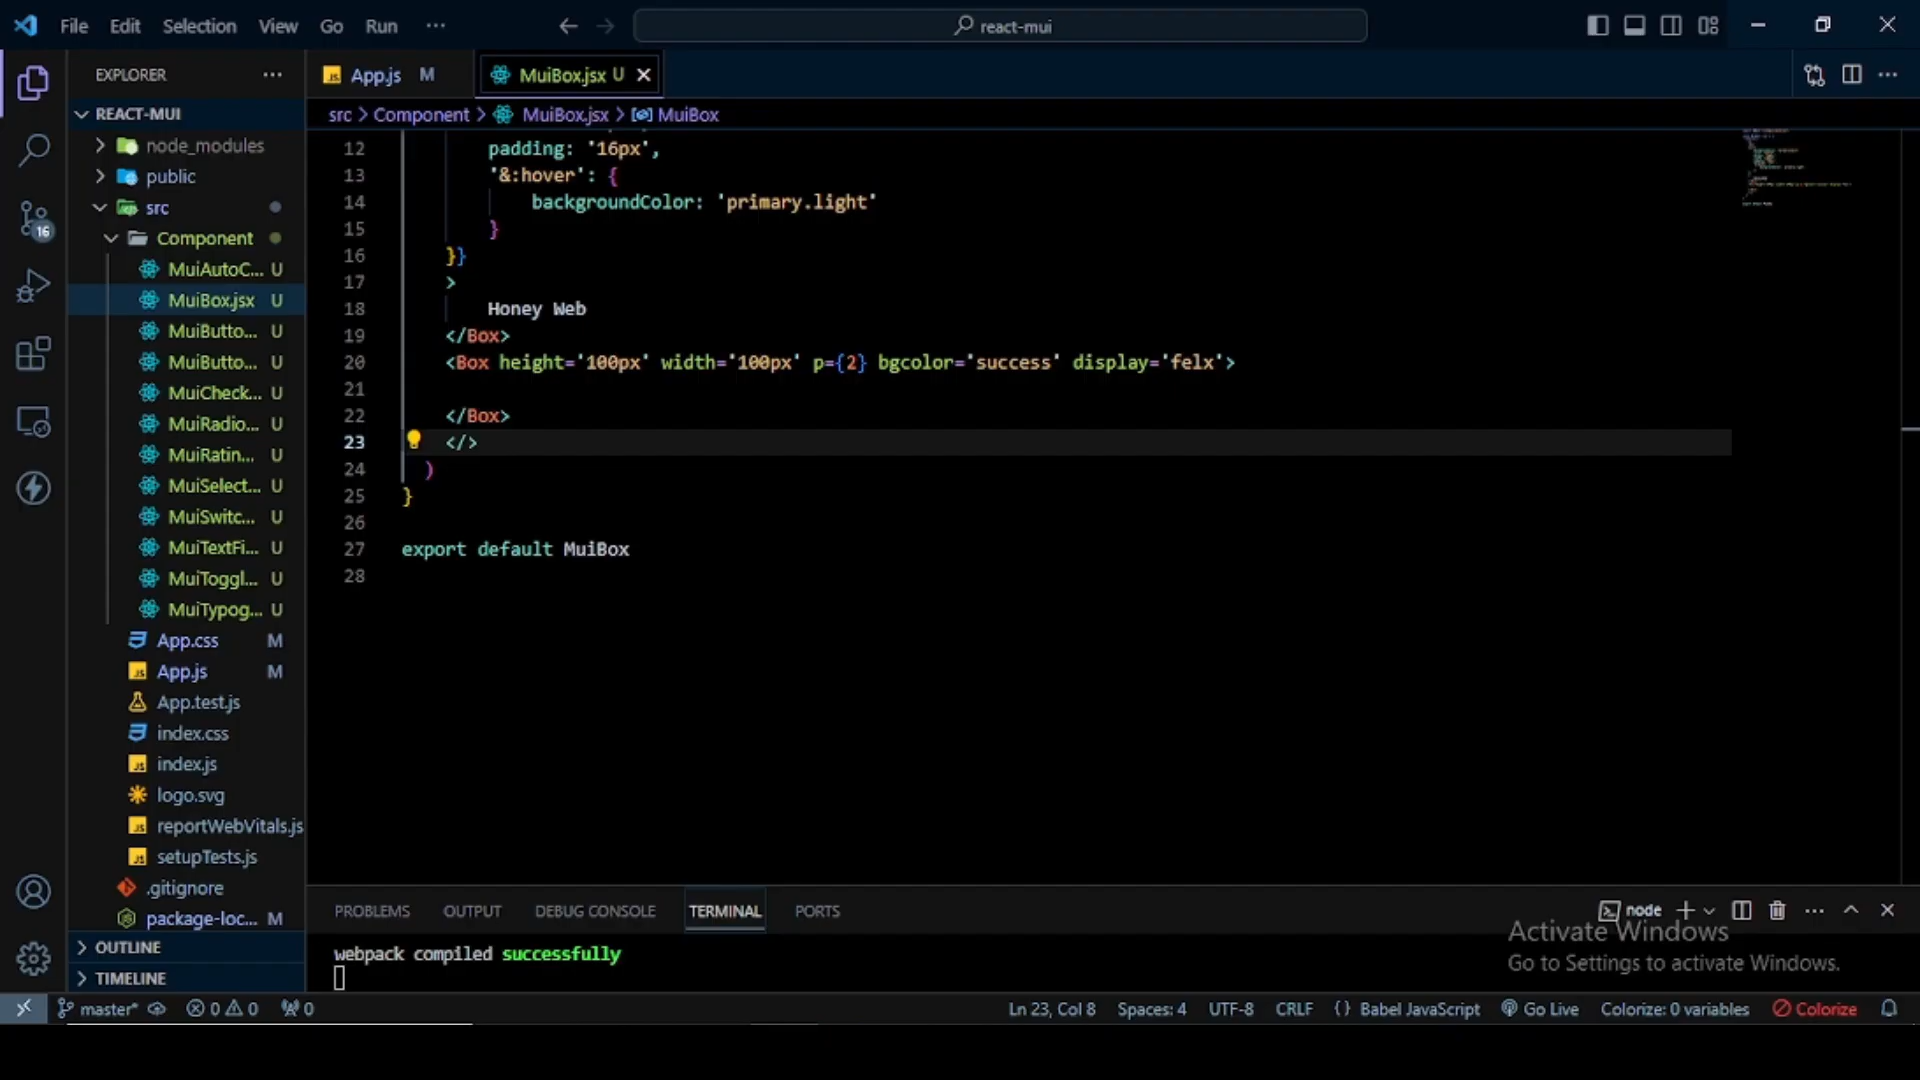 File Edit Selection View Go Run ··· react-mui
EXPLORER ···
REACT-MUI
node_modules
public
src
Component
MuiAutoC... U
MuiBox.jsx U
MuiButto... U
MuiButto... U
MuiCheck... U
MuiRadio... U
MuiRatin... U
MuiSelect... U
MuiSwitc... U
MuiTextFi... U
MuiToggl... U
MuiTypog... U
App.css M
App.js M
App.test.js
index.css
index.js
logo.svg
reportWebVitals.js
setupTests.js
.gitignore
package-loc... M
OUTLINE
TIMELINE
16
App.js M MuiBox.jsx U
src > Component > MuiBox.jsx > MuiBox
12 padding: '16px',
13 '&:hover': {
14 backgroundColor: 'primary.light'
15 }
16 }}
17 >
18 Honey Web
19 </Box>
20 <Box height='100px' width='100px' p={2} bgcolor='success' display='felx'>
21
22 </Box>
23 </>
24 )
25 }
26
27 export default MuiBox
28
PROBLEMS OUTPUT DEBUG CONSOLE TERMINAL PORTS node
webpack compiled successfully
Activate Windows
Go to Settings to activate Windows.
master* 0 0 0 Ln 23, Col 8 Spaces: 4 UTF-8 CRLF {} Babel JavaScript Go Live Colorize: 0 variables Colorize